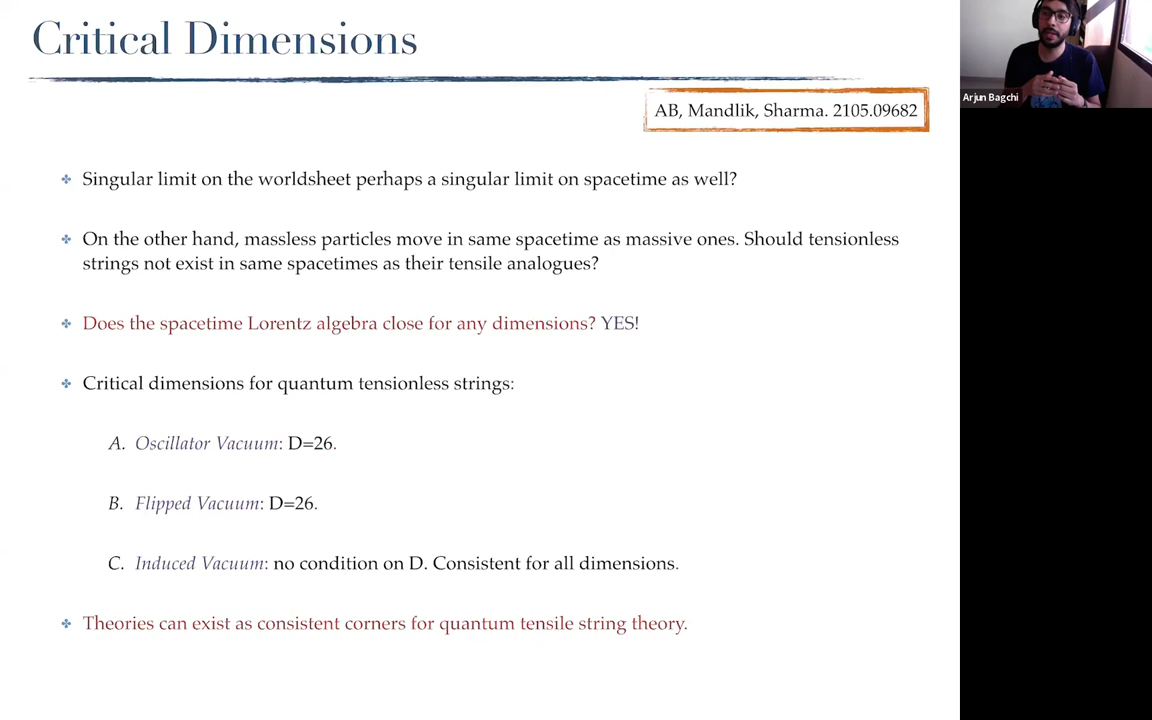 Critical Dimensions
Arjun Bagchi
AB, Mandlik, Sharma. 2105.09682
❖ Singular limit on the worldsheet perhaps a singular limit on spacetime as well?
❖ On the other hand, massless particles move in same spacetime as massive ones. Should tensionless
strings not exist in same spacetimes as their tensile analogues?
❖ Does the spacetime Lorentz algebra close for any dimensions? YES!
❖ Critical dimensions for quantum tensionless strings:
A. Oscillator Vacuum: D=26.
B. Flipped Vacuum: D=26.
C. Induced Vacuum: no condition on D. Consistent for all dimensions.
❖ Theories can exist as consistent corners for quantum tensile string theory.